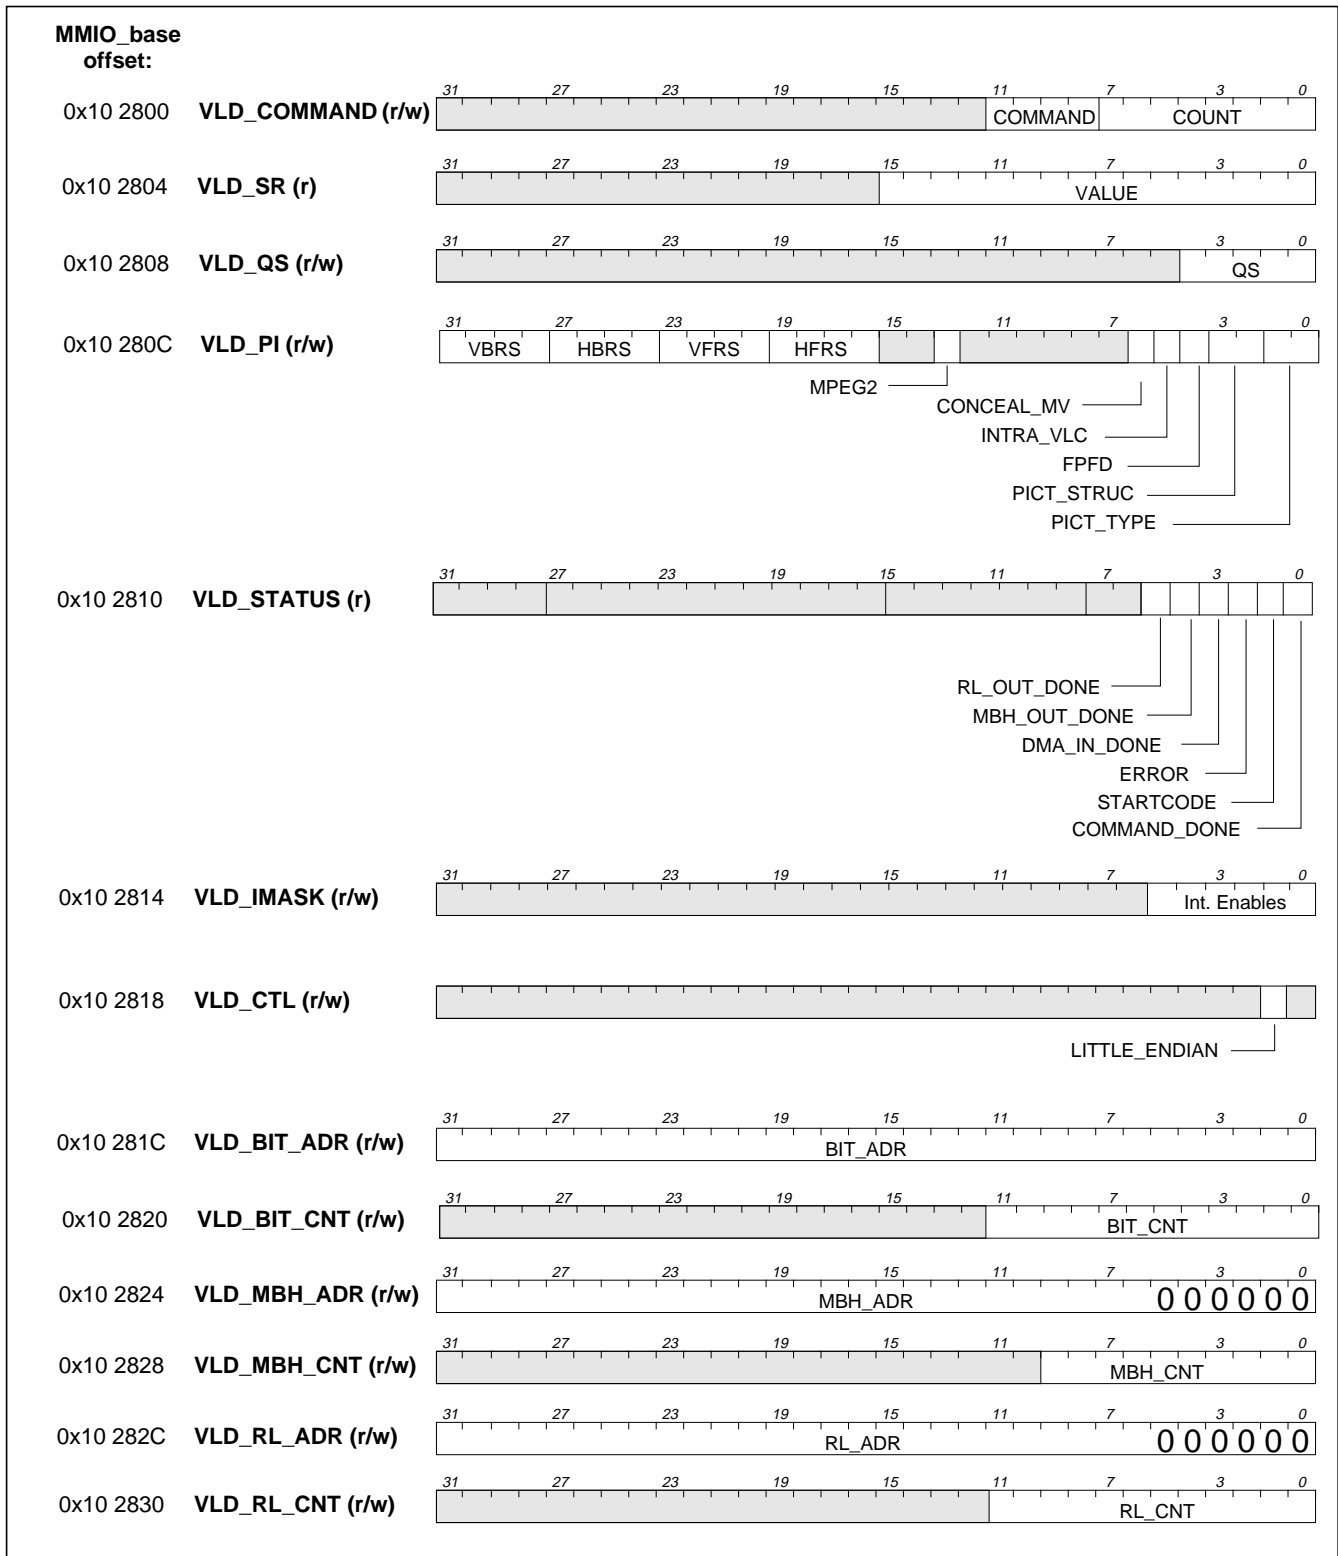 MMIO_base
offset:
31 27 23 19 15 11 7 3 0
0x10 2800 VLD_COMMAND (r/w) COMMAND COUNT
31 27 23 19 15 11 7 3 0
0x10 2804 VLD_SR (r) VALUE
31 27 23 19 15 11 7 3 0
0x10 2808 VLD_QS (r/w) QS
31 27 23 19 15 11 7 3 0
0x10 280C VLD_PI (r/w) VBRS HBRS VFRS HFRS
MPEG2
CONCEAL_MV
INTRA_VLC
FPFD
PICT_STRUC
PICT_TYPE
31 27 23 19 15 11 7 3 0
0x10 2810 VLD_STATUS (r)
RL_OUT_DONE
MBH_OUT_DONE
DMA_IN_DONE
ERROR
STARTCODE
COMMAND_DONE
31 27 23 19 15 11 7 3 0
0x10 2814 VLD_IMASK (r/w) Int. Enables
0x10 2818 VLD_CTL (r/w)
LITTLE_ENDIAN
31 27 23 19 15 11 7 3 0
0x10 281C VLD_BIT_ADR (r/w) BIT_ADR
31 27 23 19 15 11 7 3 0
0x10 2820 VLD_BIT_CNT (r/w) BIT_CNT
31 27 23 19 15 11 7 3 0
0x10 2824 VLD_MBH_ADR (r/w) MBH_ADR 0 0 0 0 0 0
31 27 23 19 15 11 7 3 0
0x10 2828 VLD_MBH_CNT (r/w) MBH_CNT
31 27 23 19 15 11 7 3 0
0x10 282C VLD_RL_ADR (r/w) RL_ADR 0 0 0 0 0 0
31 27 23 19 15 11 7 3 0
0x10 2830 VLD_RL_CNT (r/w) RL_CNT